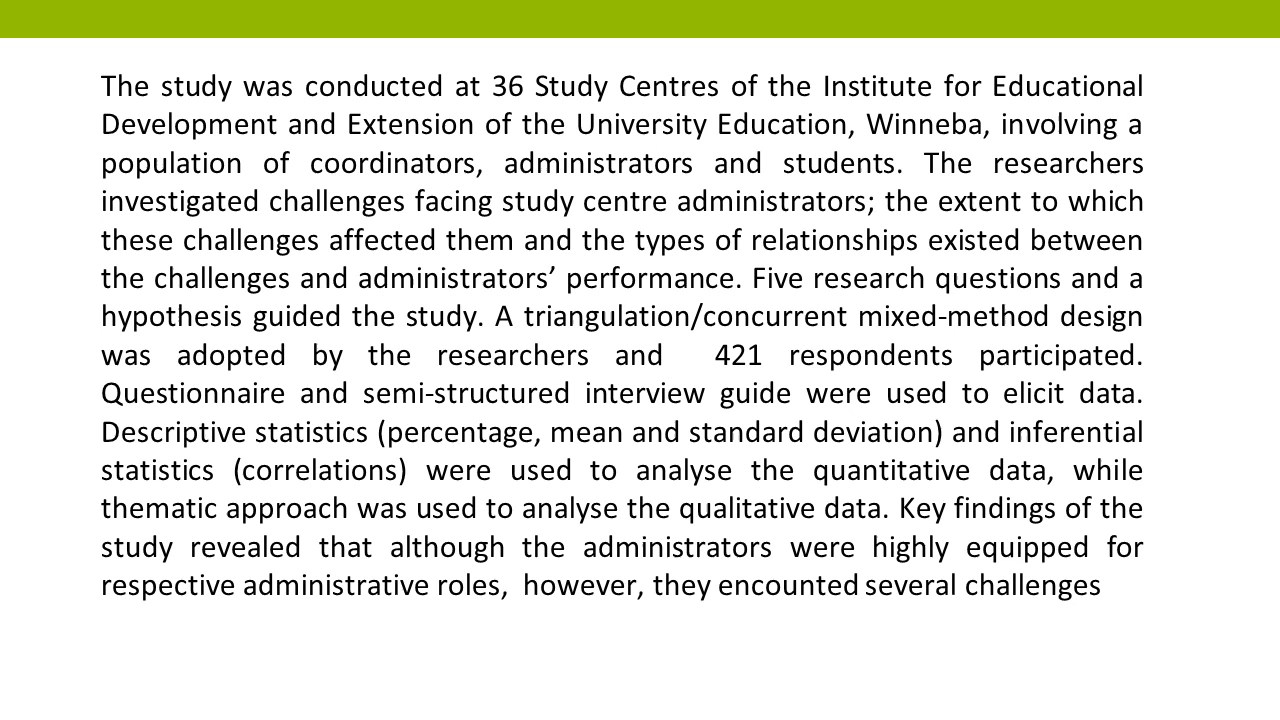 The study was conducted at 36 Study Centres of the Institute for Educational
Development and Extension of the University Education, Winneba, involving a
population of coordinators, administrators and students. The researchers
investigated challenges facing study centre administrators; the extent to which
these challenges affected them and the types of relationships existed between
the challenges and administrators’ performance. Five research questions and a
hypothesis guided the study. A triangulation/concurrent mixed-method design
was adopted by the researchers and 421 respondents participated.
Questionnaire and semi-structured interview guide were used to elicit data.
Descriptive statistics (percentage, mean and standard deviation) and inferential
statistics (correlations) were used to analyse the quantitative data, while
thematic approach was used to analyse the qualitative data. Key findings of the
study revealed that although the administrators were highly equipped for
respective administrative roles, however, they encounted several challenges